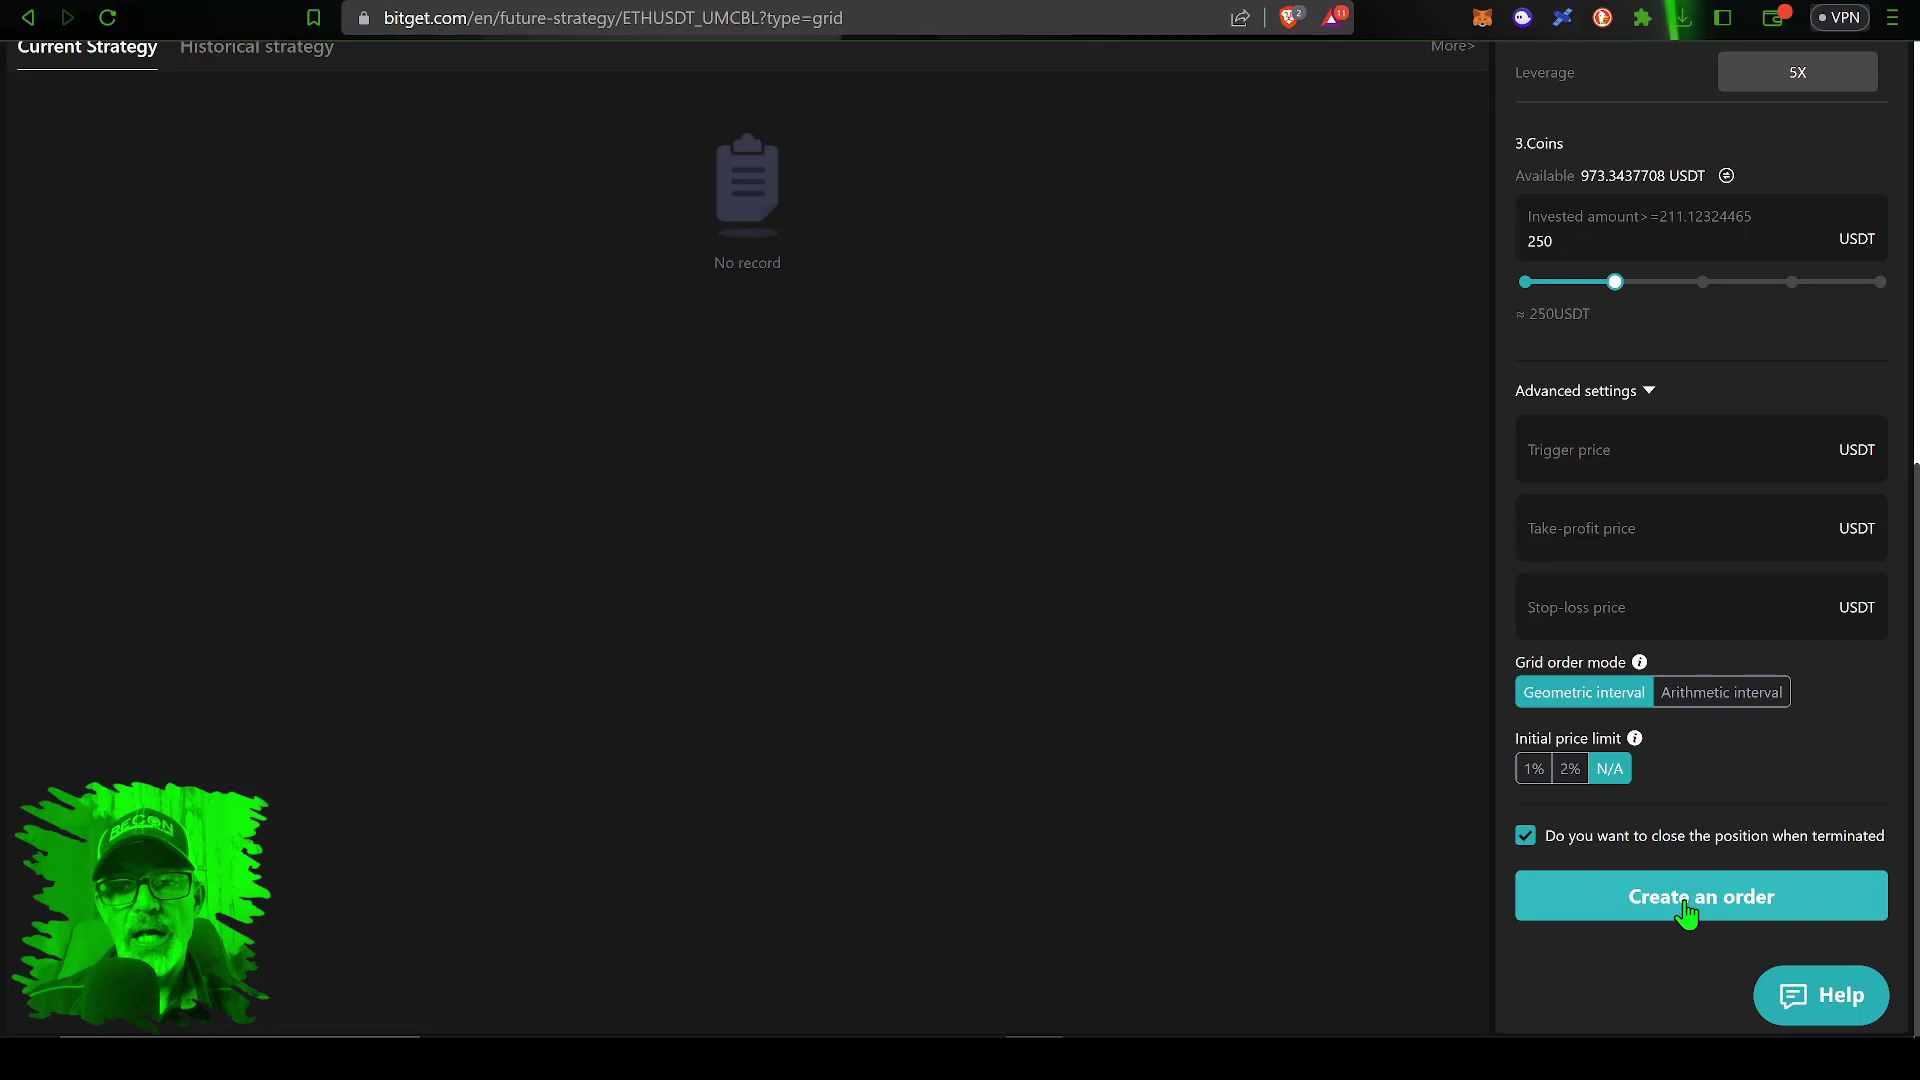 bitget.com/en/future-strategy/ETHUSDT_UMCBL?type=grid
2
11
VPN
Current Strategy
Historical strategy
More>
No record
Leverage
5X
3.Coins
Available 973.3437708 USDT
Invested amount>=211.12324465
250
USDT
≈ 250USDT
Advanced settings
Trigger price
USDT
Take-profit price
USDT
Stop-loss price
USDT
Grid order mode
Geometric interval
Arithmetic interval
Initial price limit
1%
2%
N/A
Do you want to close the position when terminated
Create an order
Help
RECON